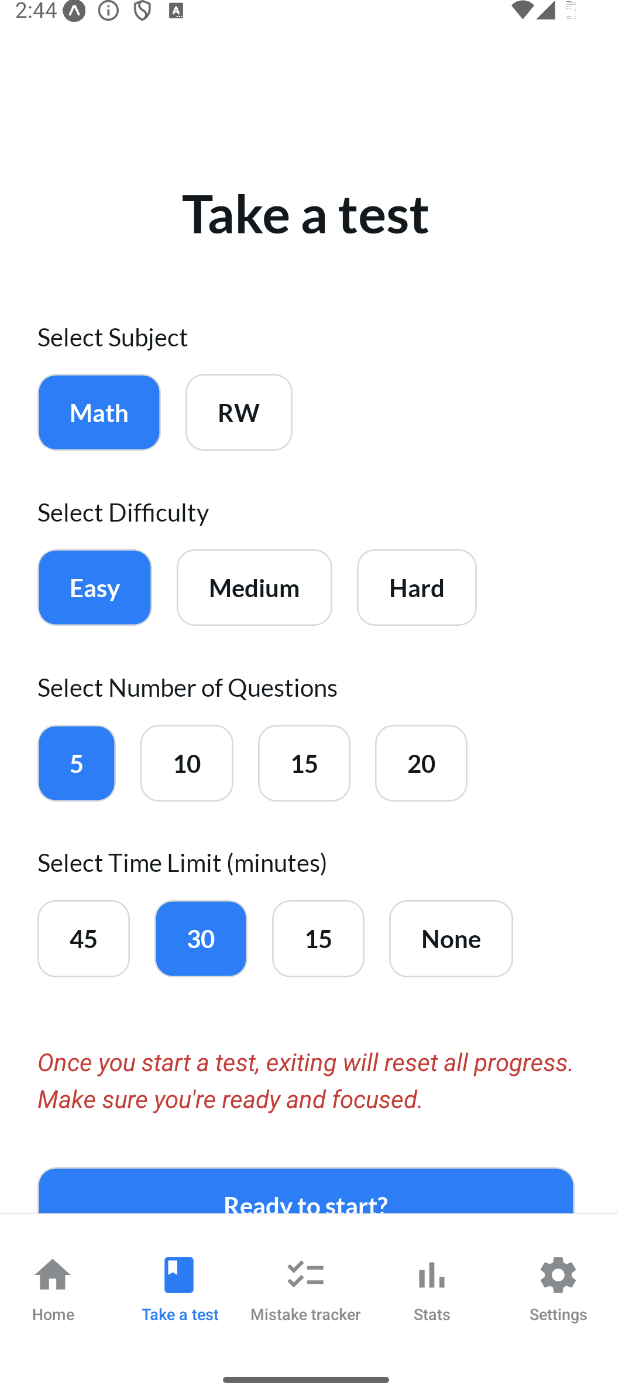 2:44
Take a test
Select Subject
Math RW
Select Difficulty
Easy Medium Hard
Select Number of Questions
5 10 15 20
Select Time Limit (minutes)
45 30 15 None
Once you start a test, exiting will reset all progress.
Make sure you're ready and focused.
Ready to start?
Home Take a test Mistake tracker Stats Settings